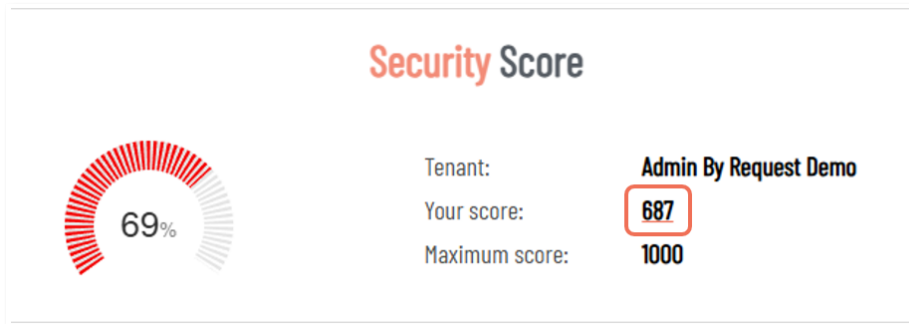 Security Score
69%
Tenant: Admin By Request Demo
Your score: 687
Maximum score: 1000